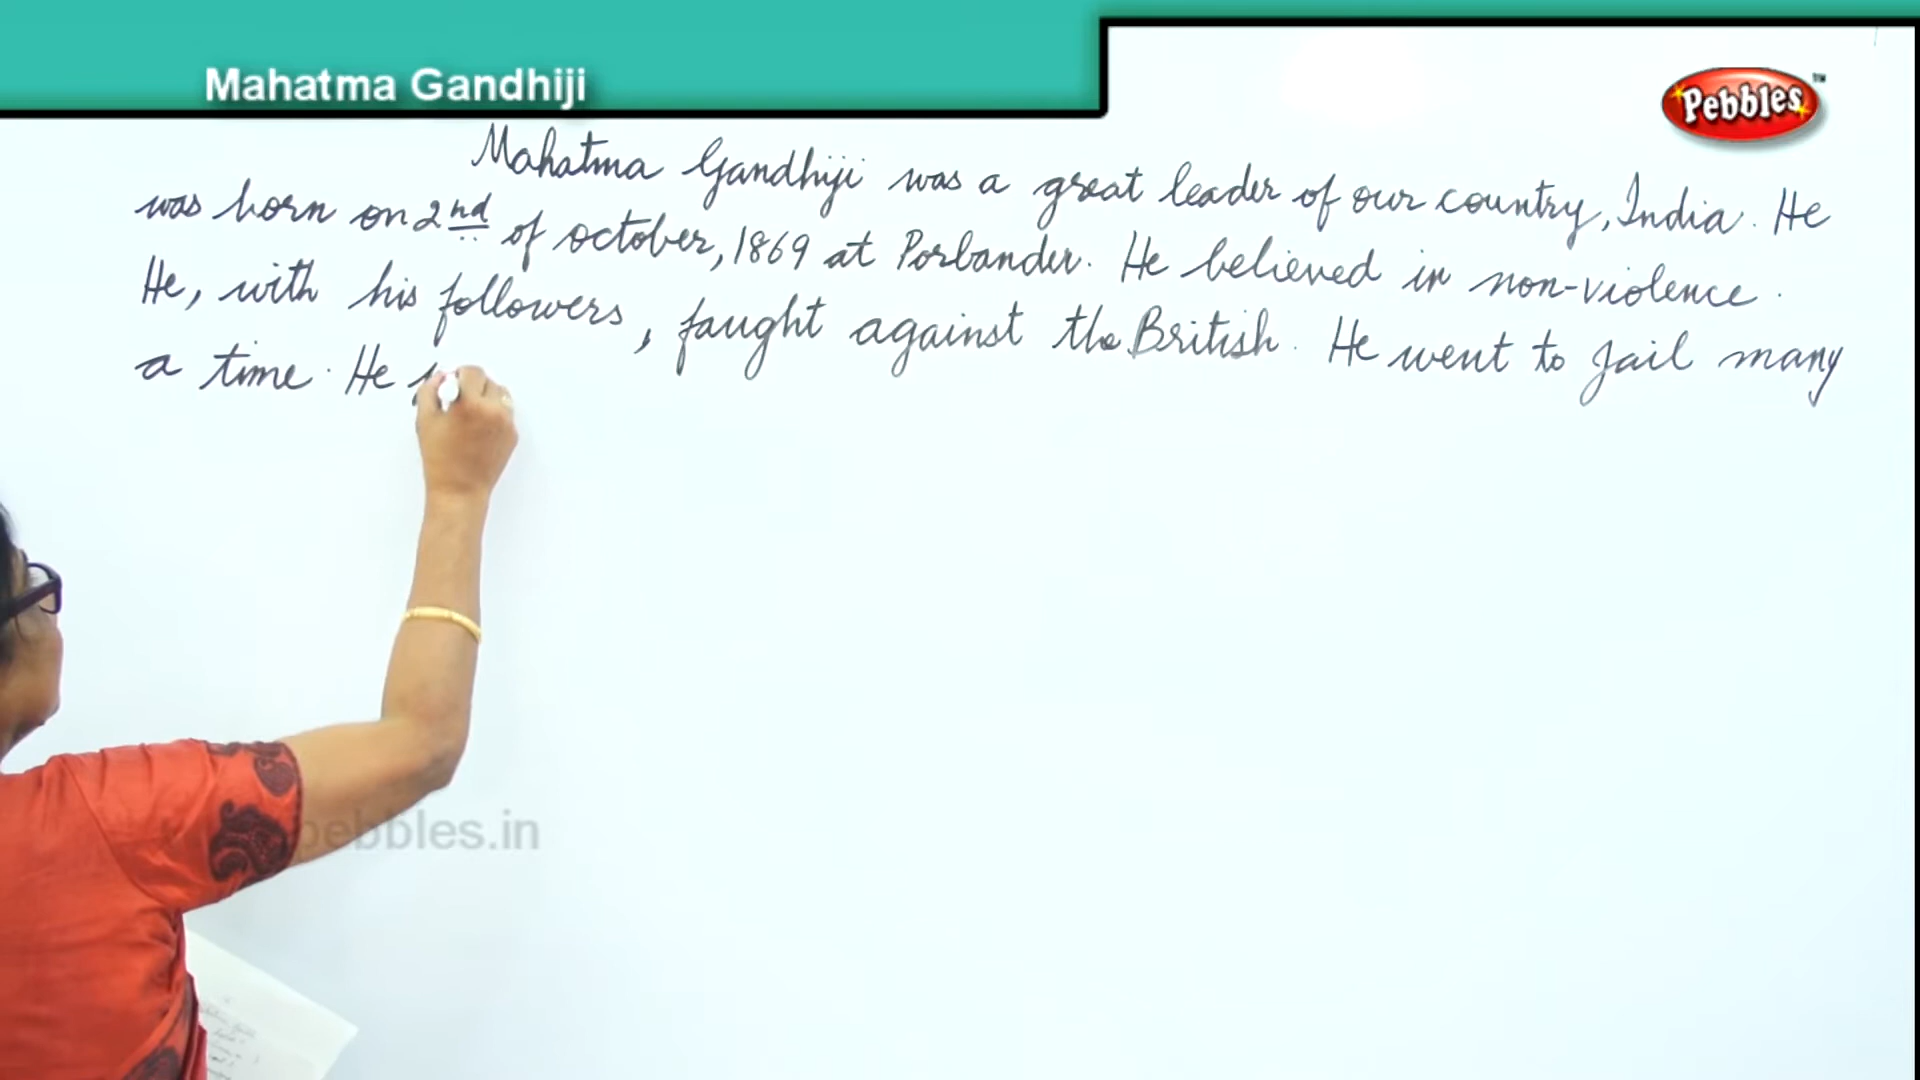 Mahatma Gandhiji
Pebbles™
Mahatma Gandhiji was a great leader of our country, India. He
was born on 2nd of october, 1869 at Porbander. He believed in non-violence.
He, with his followers, faught against the British. He went to jail many
a time. He
pebbles.in